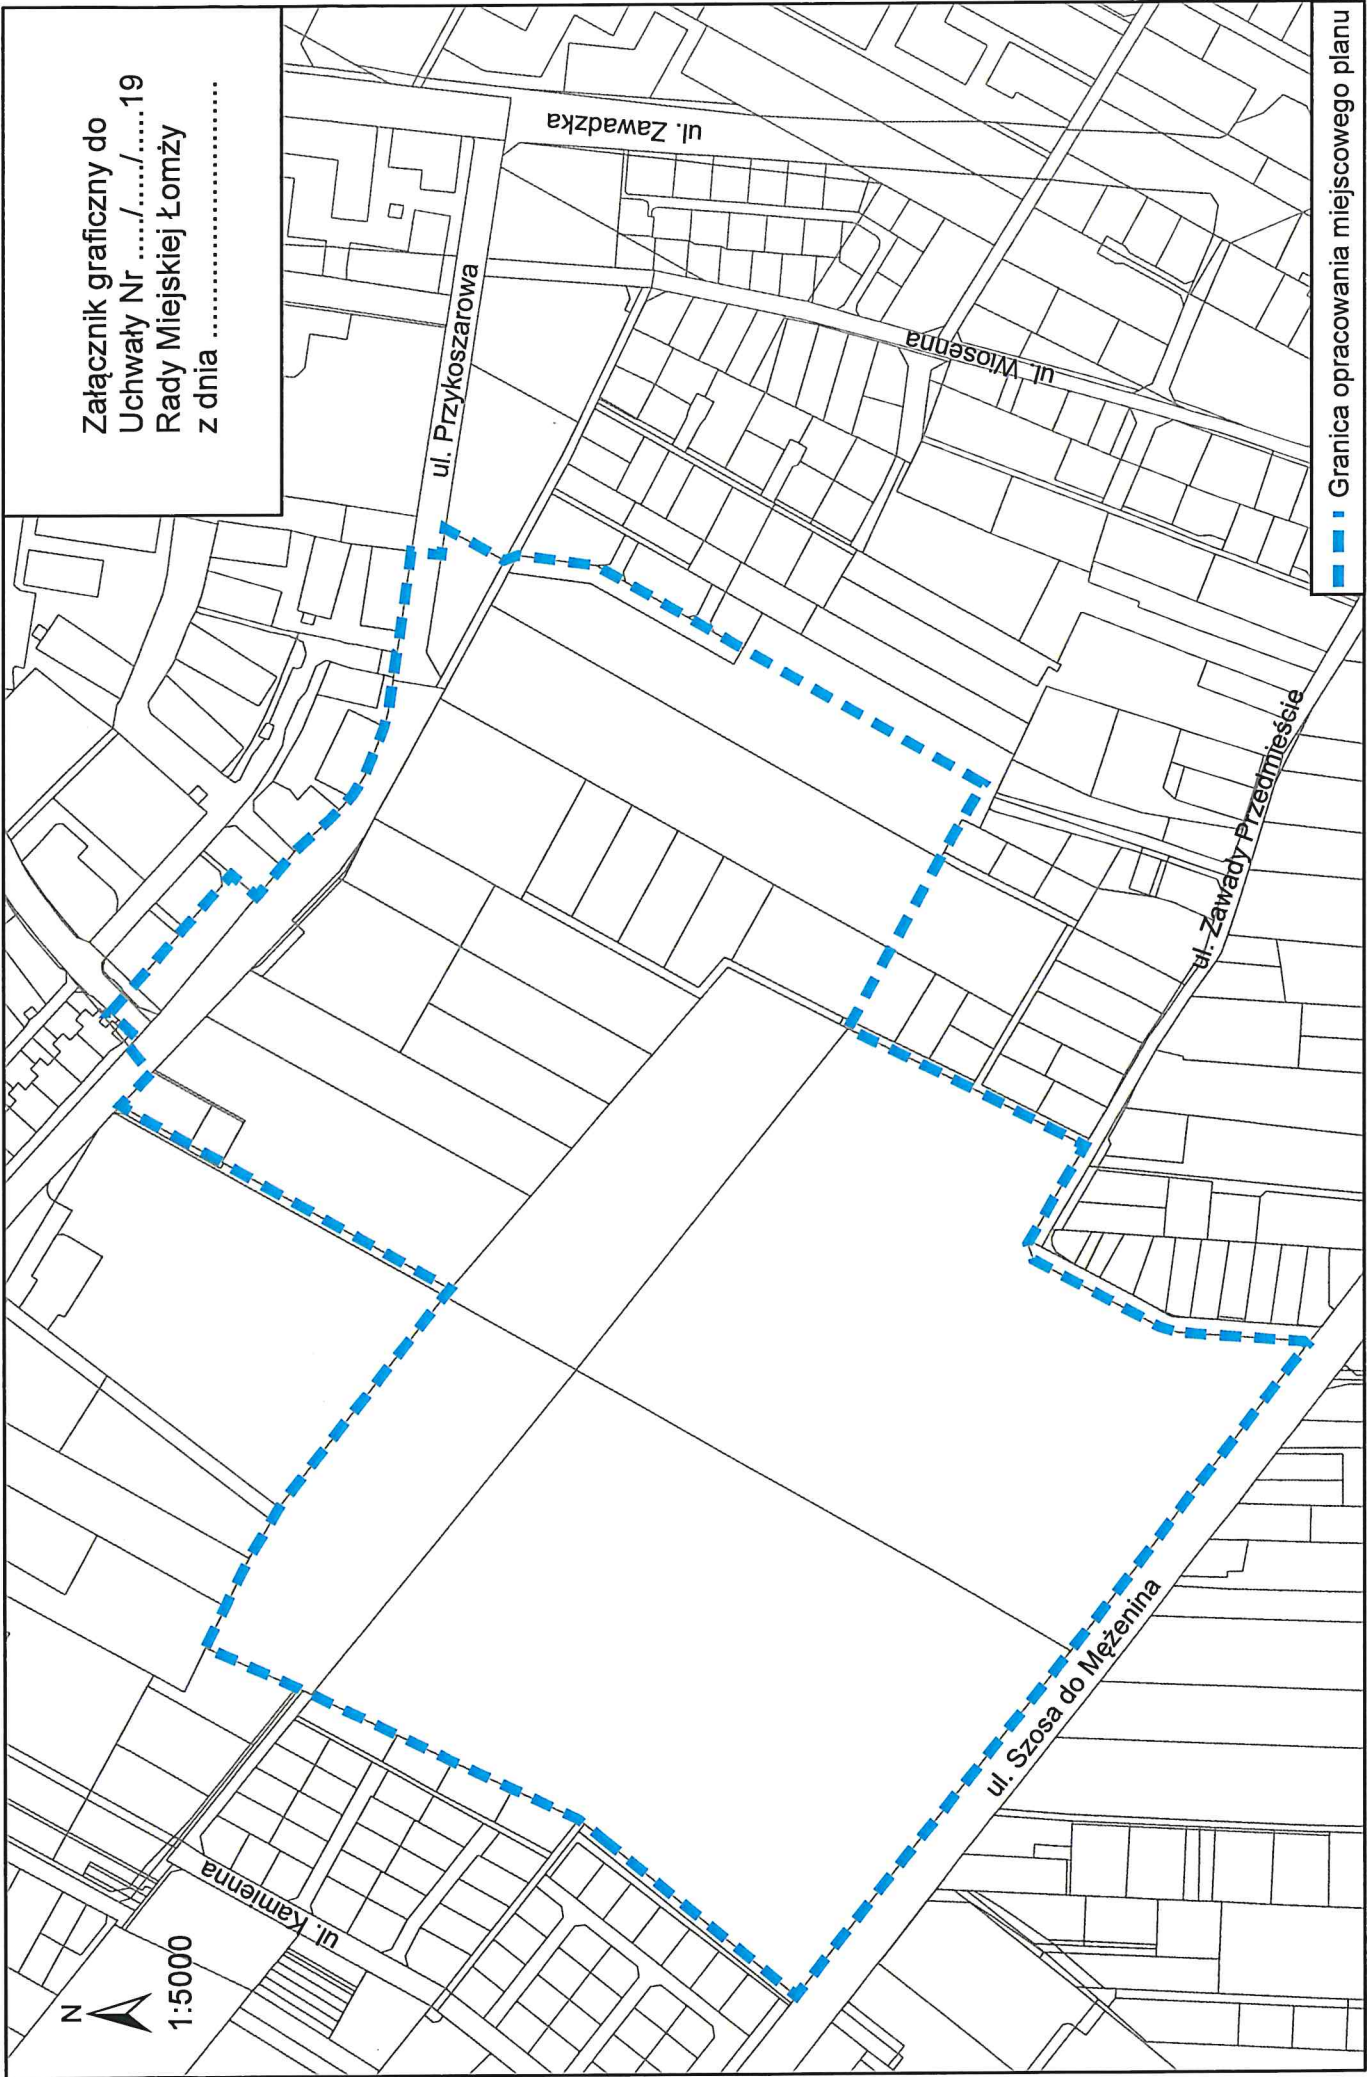 Załącznik graficzny do
Uchwały Nr ...../...../..... 19
Rady Miejskiej Łomży
z dnia ..............................
N
1:5000
ul. Kamienna
ul. Przykoszarowa
ul. Zawadzka
ul. Wiosenna
ul. Zawady Przedmieście
ul. Szosa do Mężenina
Granica opracowania miejscowego planu